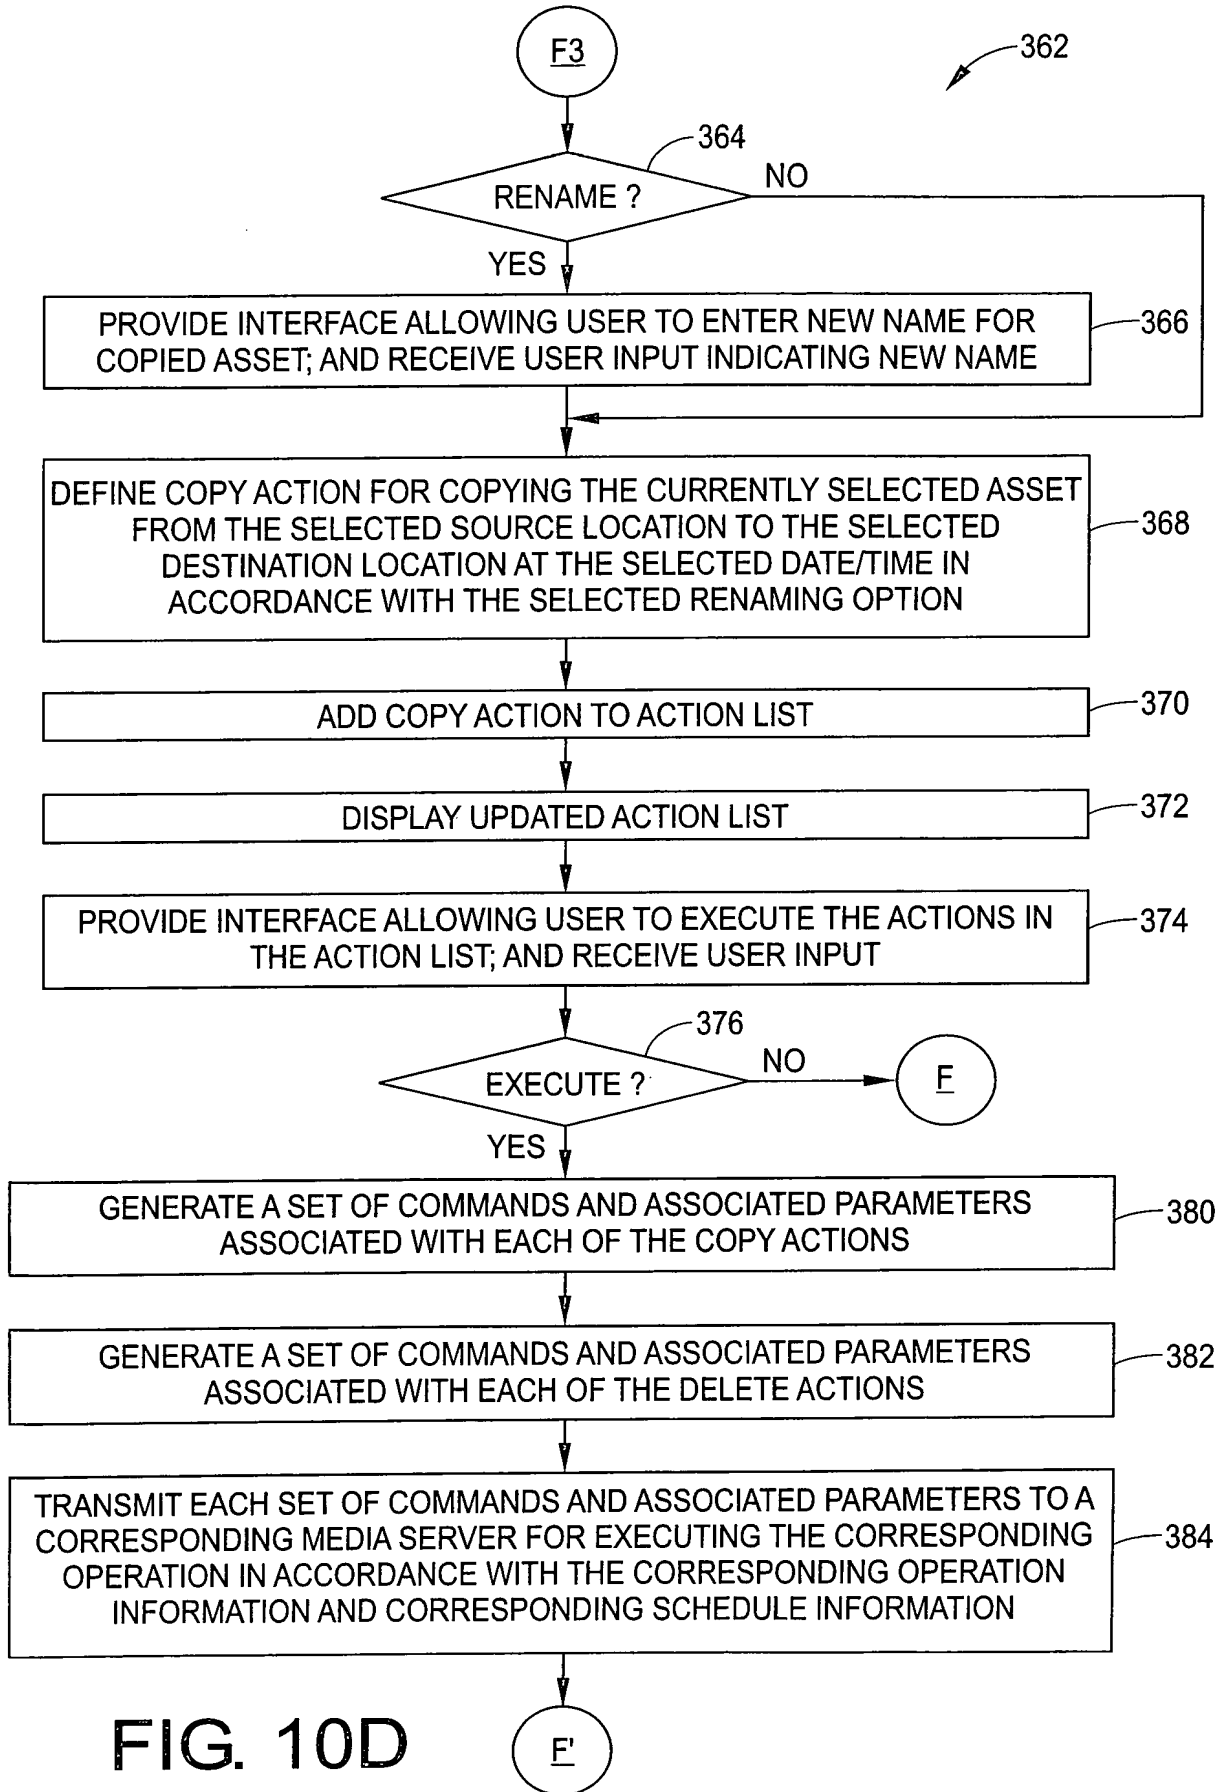 F3
362
364
RENAME ?
NO
YES
PROVIDE INTERFACE ALLOWING USER TO ENTER NEW NAME FOR
COPIED ASSET; AND RECEIVE USER INPUT INDICATING NEW NAME
366
DEFINE COPY ACTION FOR COPYING THE CURRENTLY SELECTED ASSET
FROM THE SELECTED SOURCE LOCATION TO THE SELECTED
DESTINATION LOCATION AT THE SELECTED DATE/TIME IN
ACCORDANCE WITH THE SELECTED RENAMING OPTION
368
ADD COPY ACTION TO ACTION LIST
370
DISPLAY UPDATED ACTION LIST
372
PROVIDE INTERFACE ALLOWING USER TO EXECUTE THE ACTIONS IN
THE ACTION LIST; AND RECEIVE USER INPUT
374
376
EXECUTE ?
NO
F
YES
GENERATE A SET OF COMMANDS AND ASSOCIATED PARAMETERS
ASSOCIATED WITH EACH OF THE COPY ACTIONS
380
GENERATE A SET OF COMMANDS AND ASSOCIATED PARAMETERS
ASSOCIATED WITH EACH OF THE DELETE ACTIONS
382
TRANSMIT EACH SET OF COMMANDS AND ASSOCIATED PARAMETERS TO A
CORRESPONDING MEDIA SERVER FOR EXECUTING THE CORRESPONDING
OPERATION IN ACCORDANCE WITH THE CORRESPONDING OPERATION
INFORMATION AND CORRESPONDING SCHEDULE INFORMATION
384
FIG. 10D
F'